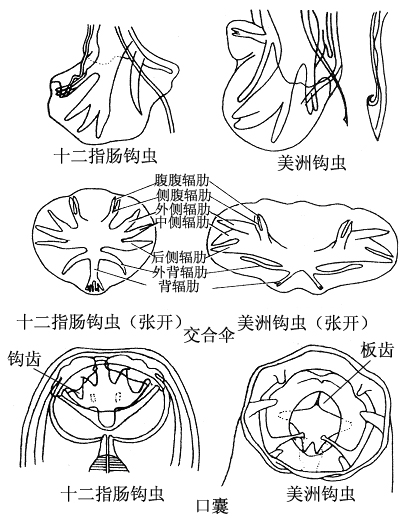 十二指肠钩虫
美洲钩虫
腹腹辐肋
侧腹辐肋
外侧辐肋
中侧辐肋
后侧辐肋
外背辐肋
背辐肋
十二指肠钩虫（张开）
美洲钩虫（张开）
交合伞
钩齿
板齿
十二指肠钩虫
美洲钩虫
口囊